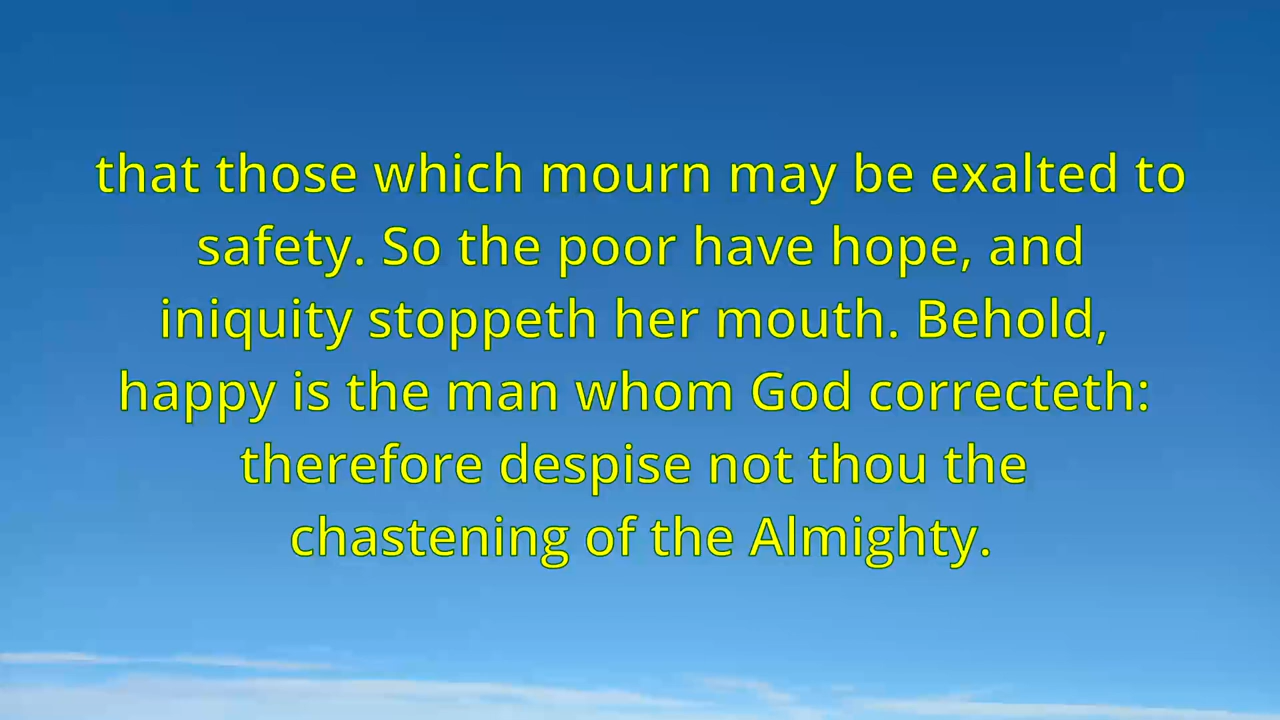 that those which mourn may be exalted to
safety. So the poor have hope, and
iniquity stoppeth her mouth. Behold,
happy is the man whom God correcteth:
therefore despise not thou the
chastening of the Almighty.